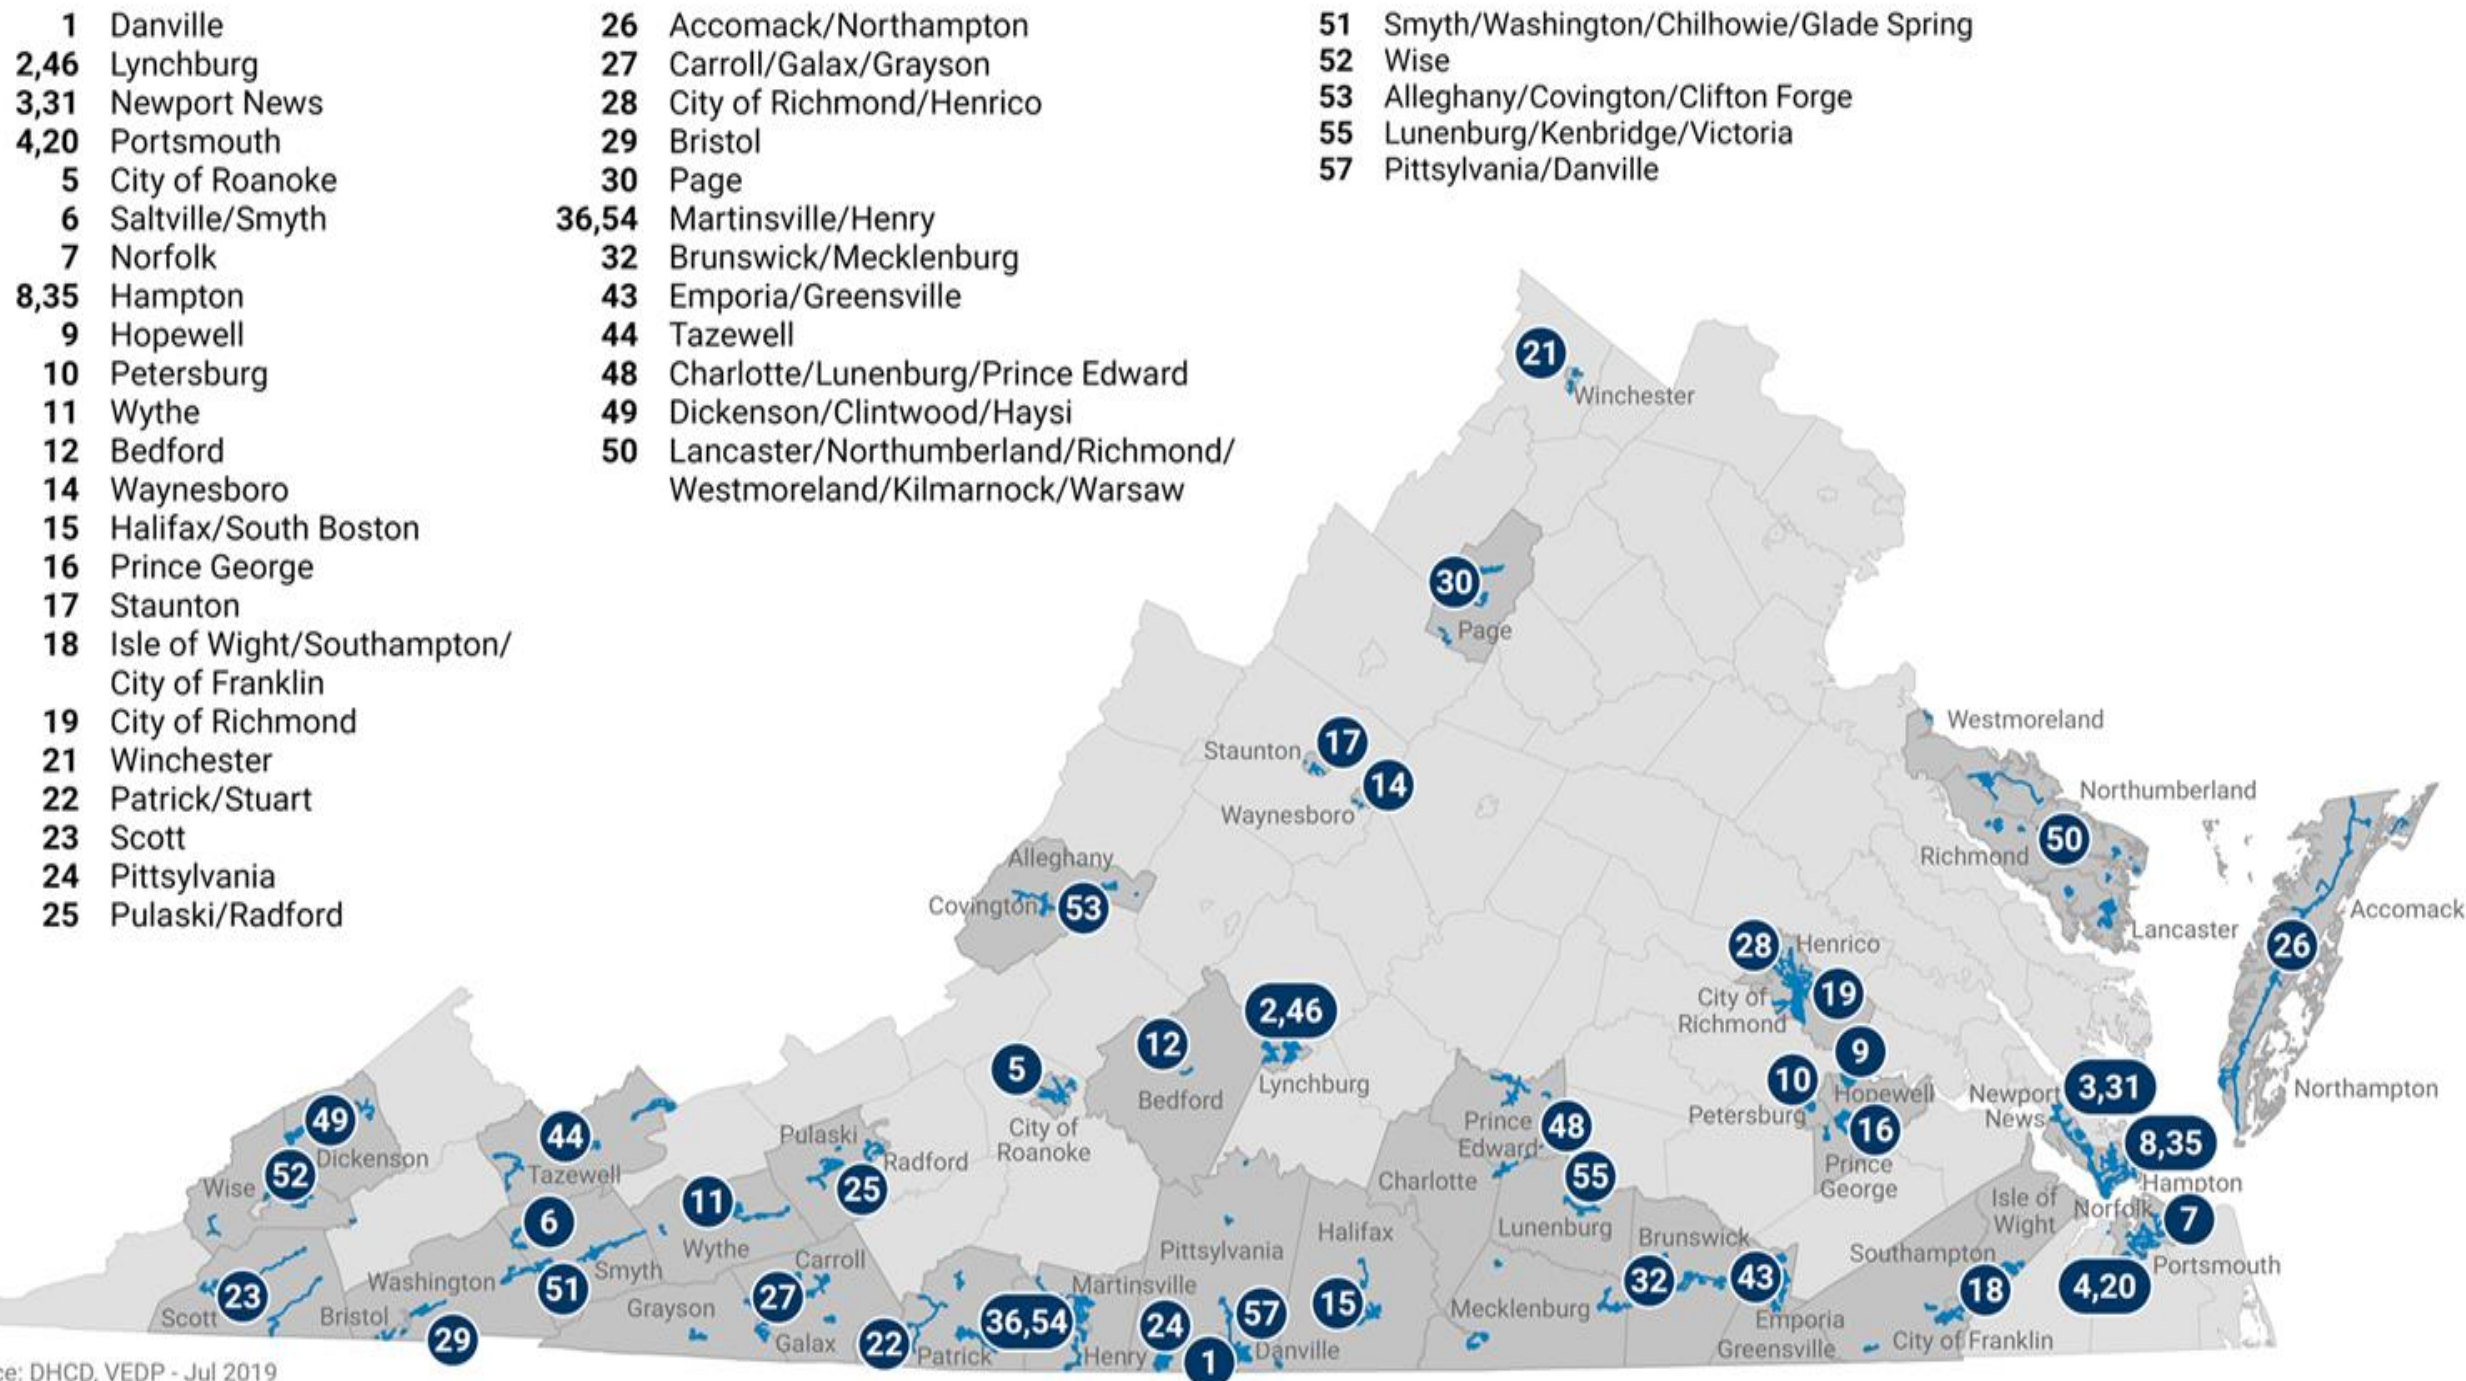 1 Danville
2,46 Lynchburg
3,31 Newport News
4,20 Portsmouth
5 City of Roanoke
6 Saltville/Smyth
7 Norfolk
8,35 Hampton
9 Hopewell
10 Petersburg
11 Wythe
12 Bedford
14 Waynesboro
15 Halifax/South Boston
16 Prince George
17 Staunton
18 Isle of Wight/Southampton/
City of Franklin
19 City of Richmond
21 Winchester
22 Patrick/Stuart
23 Scott
24 Pittsylvania
25 Pulaski/Radford
26 Accomack/Northampton
27 Carroll/Galax/Grayson
28 City of Richmond/Henrico
29 Bristol
30 Page
36,54 Martinsville/Henry
32 Brunswick/Mecklenburg
43 Emporia/Greensville
44 Tazewell
48 Charlotte/Lunenburg/Prince Edward
49 Dickenson/Clintwood/Haysi
50 Lancaster/Northumberland/Richmond/
Westmoreland/Kilmarnock/Warsaw
51 Smyth/Washington/Chilhowie/Glade Spring
52 Wise
53 Alleghany/Covington/Clifton Forge
55 Lunenburg/Kenbridge/Victoria
57 Pittsylvania/Danville
21
Winchester
30
Page
Staunton
17
14
Waynesboro
Westmoreland
Northumberland
50
Richmond
Lancaster
Accomack
26
Northampton
Alleghany
Covington
53
28
Henrico
City of
Richmond
19
9
10
Hopewell
Petersburg
16
Prince
George
2,46
Lynchburg
12
Bedford
5
City of
Roanoke
Newport
News
3,31
8,35
Hampton
Norfolk
7
Portsmouth
4,20
Isle of
Wight
Southampton
18
City of Franklin
Prince
Edward
48
Charlotte
55
Lunenburg
Brunswick
32
43
Mecklenburg
Emporia
Greensville
49
Dickenson
52
Wise
44
Tazewell
Pulaski
Radford
25
11
Wythe
6
Smyth
51
Washington
23
Scott
Bristol
29
Carroll
Grayson
27
Galax
22
Patrick
36,54
Martinsville
Henry
Pittsylvania
24
57
1
Danville
Halifax
15
ce: DHCD, VEDP - Jul 2019